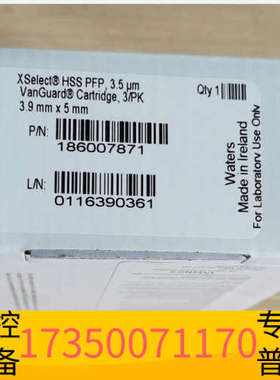 XSelect® HSS PFP, 3.5 µm
VanGuard® Cartridge, 3/PK
3.9 mm x 5 mm
Qty 1
P/N:
186007871
L/N:
0116390361
Waters
Made in Ireland
For Laboratory Use Only
控
备
17350071170
专
普